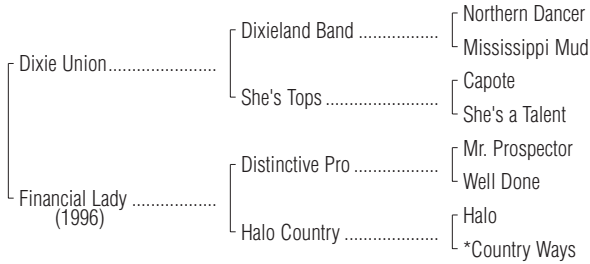 Northern Dancer
Dixieland Band ..................
Mississippi Mud
Dixie Union........................
Capote
She's Tops .........................
She's a Talent
Mr. Prospector
Distinctive Pro ...................
Well Done
Financial Lady ...................
(1996)
Halo
Halo Country .....................
*Country Ways